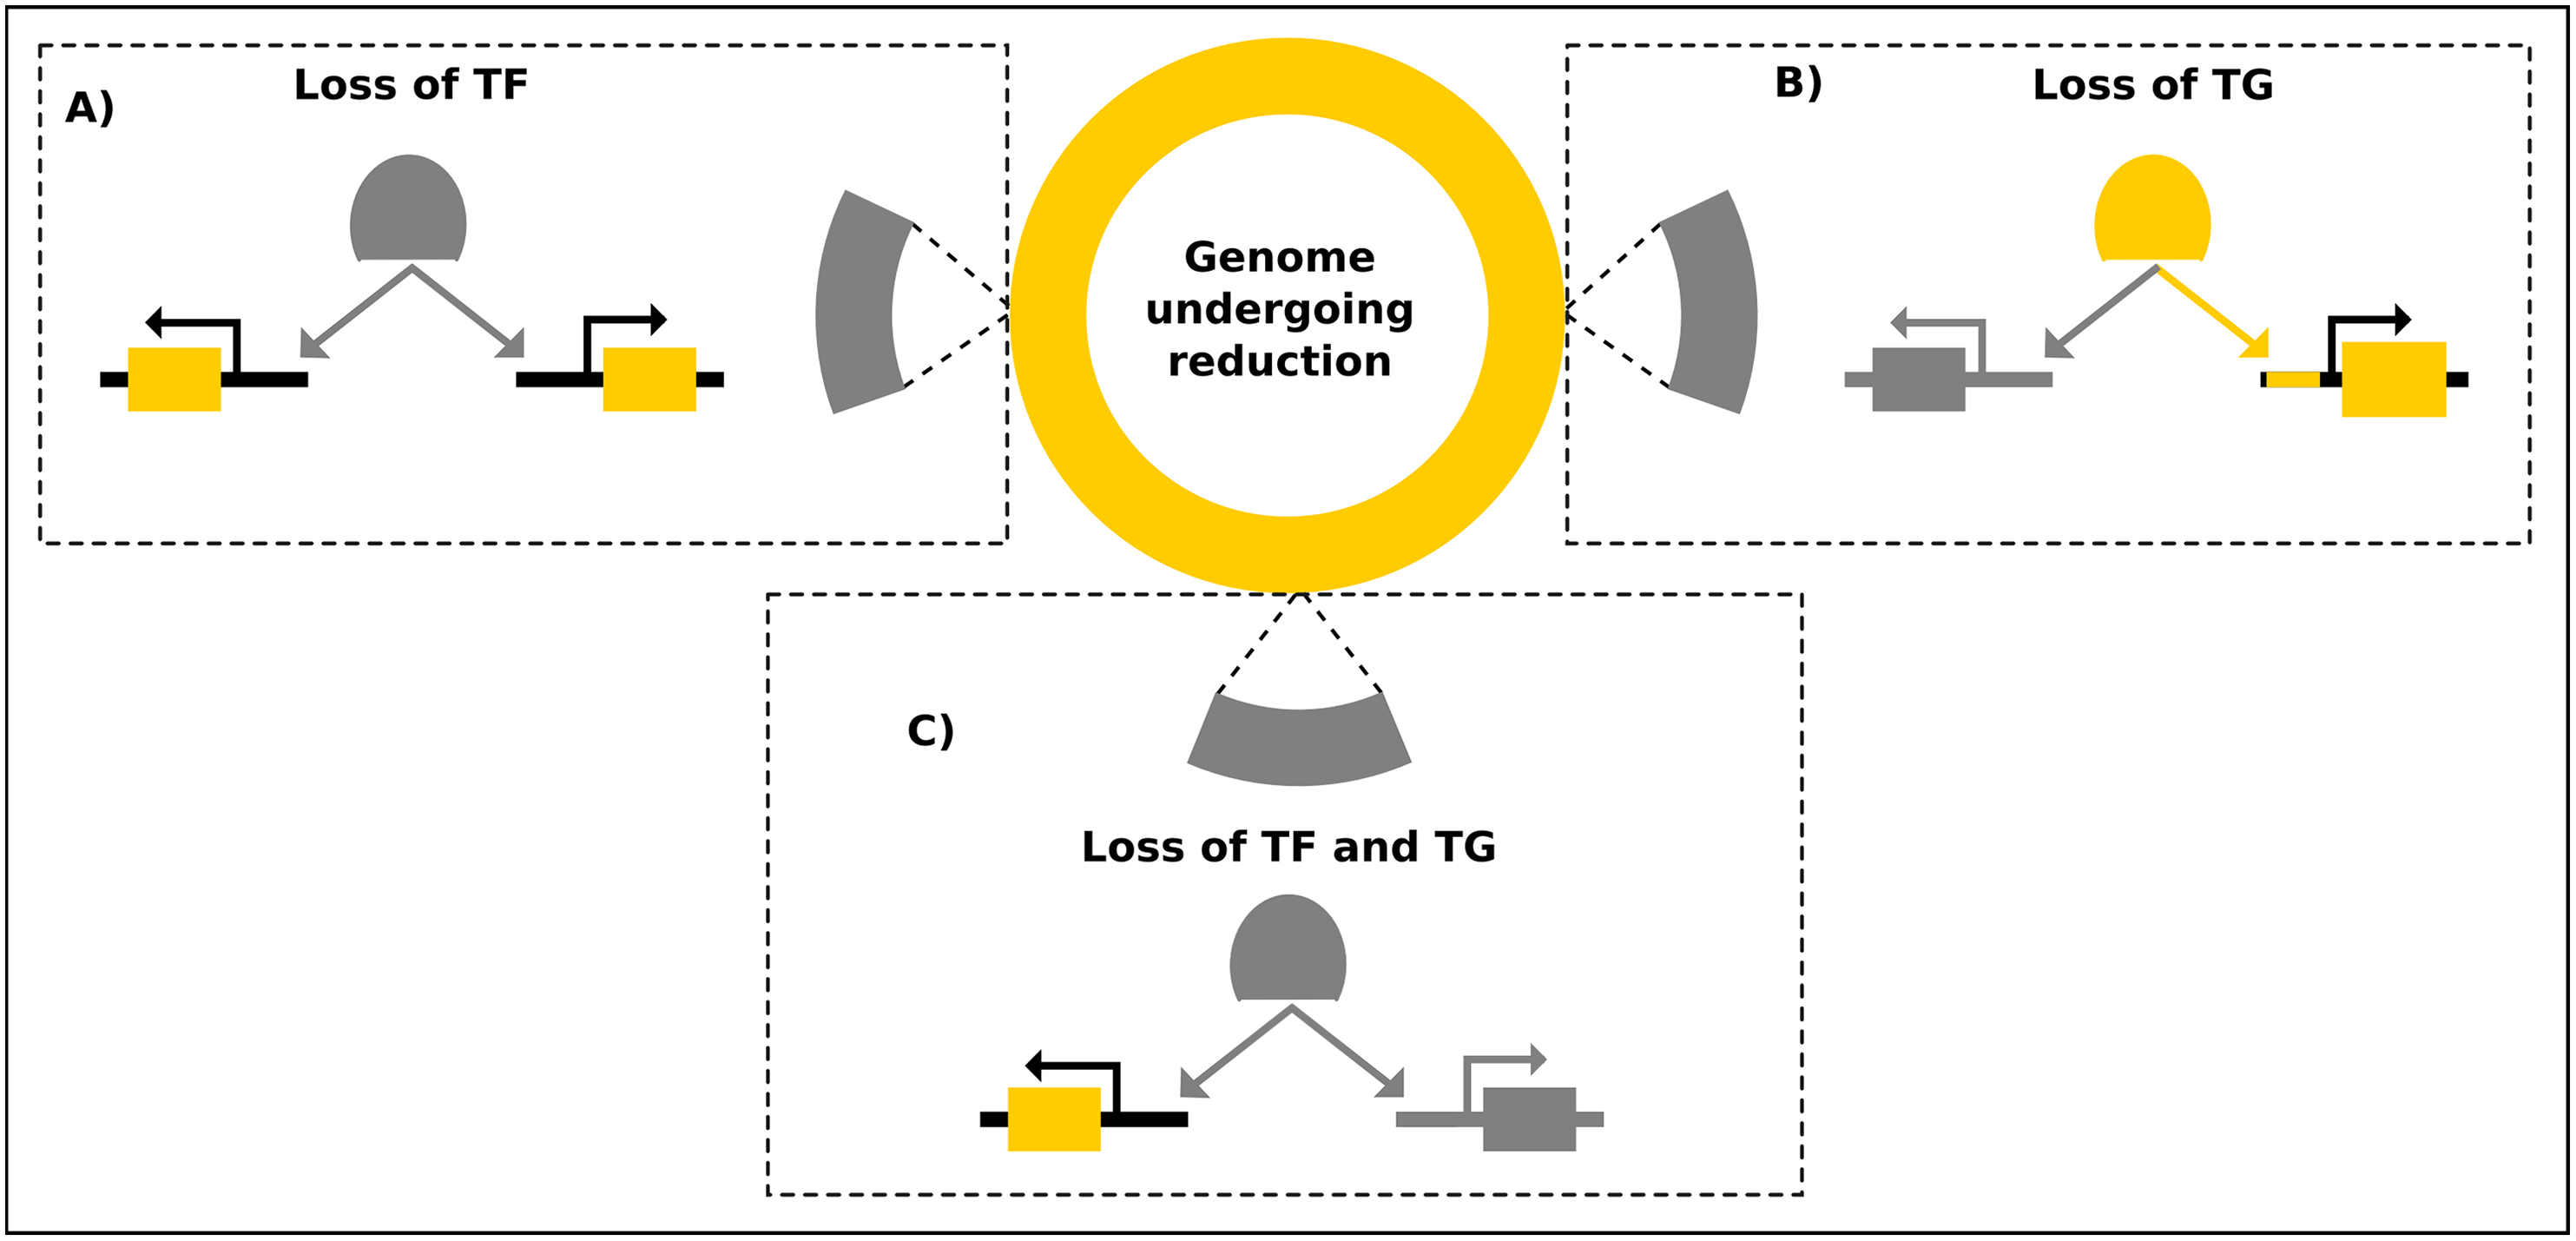 A)
Loss of TF
Genome
undergoing
reduction
B)
Loss of TG
C)
Loss of TF and TG